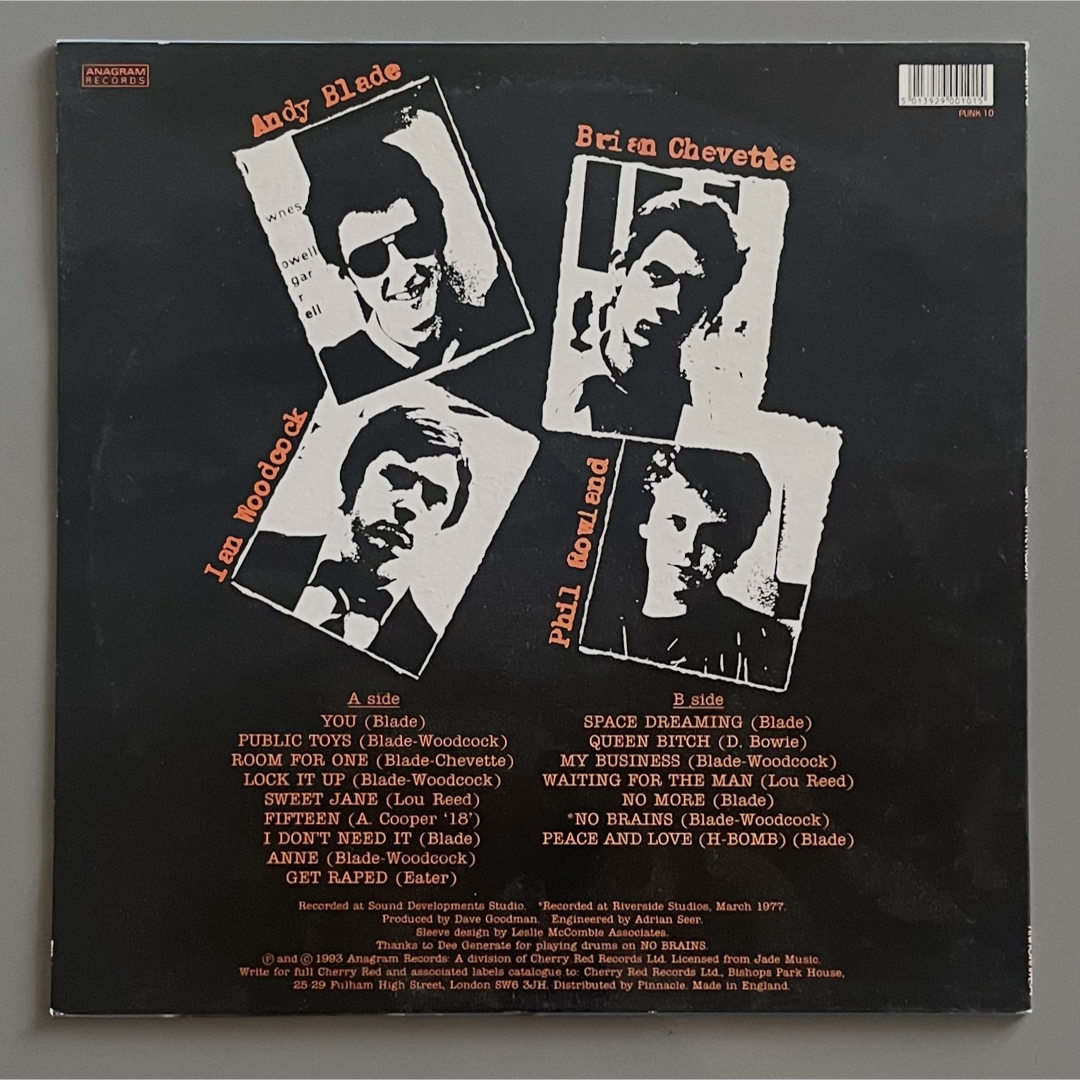 ANAGRAM
RECORDS
5 013929 001015
PUNK 10
Andy Blade
Brian Chevette
wnes
owell
gar
r
ell
Ian Woodcock
Phil Rowland
A side
YOU (Blade)
PUBLIC TOYS (Blade-Woodcock)
ROOM FOR ONE (Blade-Chevette)
LOCK IT UP (Blade-Woodcock)
SWEET JANE (Lou Reed)
FIFTEEN (A. Cooper '18')
I DON'T NEED IT (Blade)
ANNE (Blade-Woodcock)
GET RAPED (Eater)
B side
SPACE DREAMING (Blade)
QUEEN BITCH (D. Bowie)
MY BUSINESS (Blade-Woodcock)
WAITING FOR THE MAN (Lou Reed)
NO MORE (Blade)
*NO BRAINS (Blade-Woodcock)
PEACE AND LOVE (H-BOMB) (Blade)
Recorded at Sound Developments Studio. *Recorded at Riverside Studios, March 1977.
Produced by Dave Goodman. Engineered by Adrian Seer.
Sleeve design by Leslie McCombie Associates.
Thanks to Dee Generate for playing drums on NO BRAINS.
℗ and © 1993 Anagram Records: A division of Cherry Red Records Ltd. Licensed from Jade Music.
Write for full Cherry Red and associated labels catalogue to: Cherry Red Records Ltd., Bishops Park House,
25-29 Fulham High Street, London SW6 3JH. Distributed by Pinnacle. Made in England.